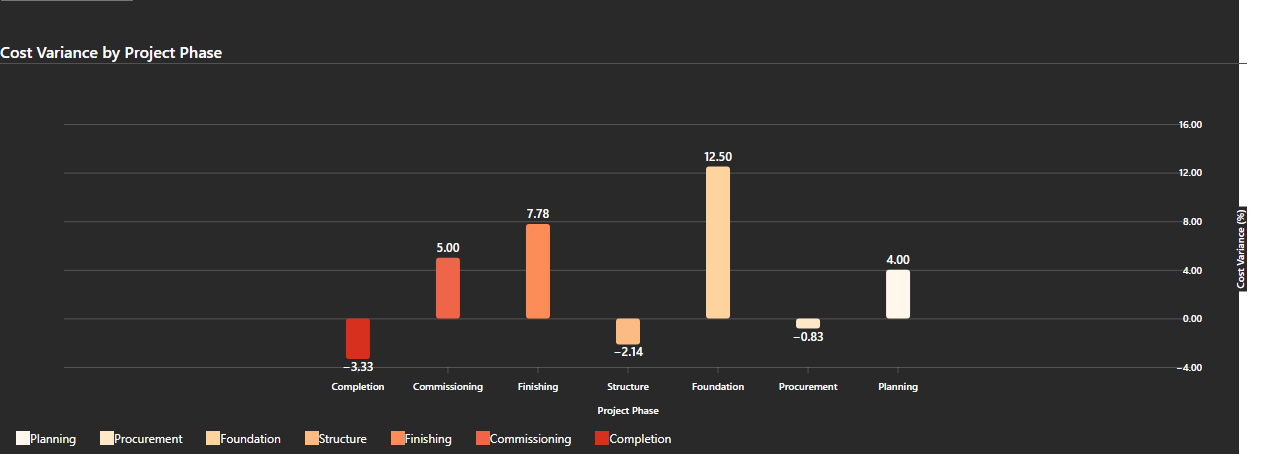 Cost Variance by Project Phase
16.00
12.50
12.00
7.78
8.00
Cost Variance (%)
5.00
4.00
4.00
0.00
−0.83
−2.14
−3.33
−4.00
Completion Commissioning Finishing Structure Foundation Procurement Planning
Project Phase
Planning Procurement Foundation Structure Finishing Commissioning Completion